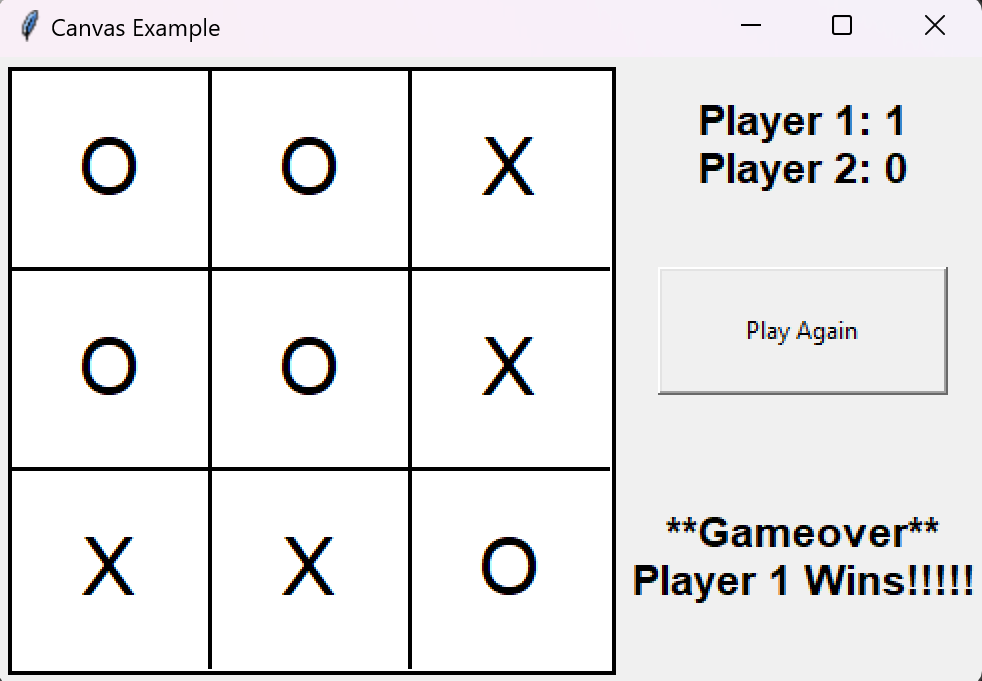 Canvas Example
O O X
O O X
X X O
Player 1: 1
Player 2: 0
Play Again
**Gameover**
Player 1 Wins!!!!!